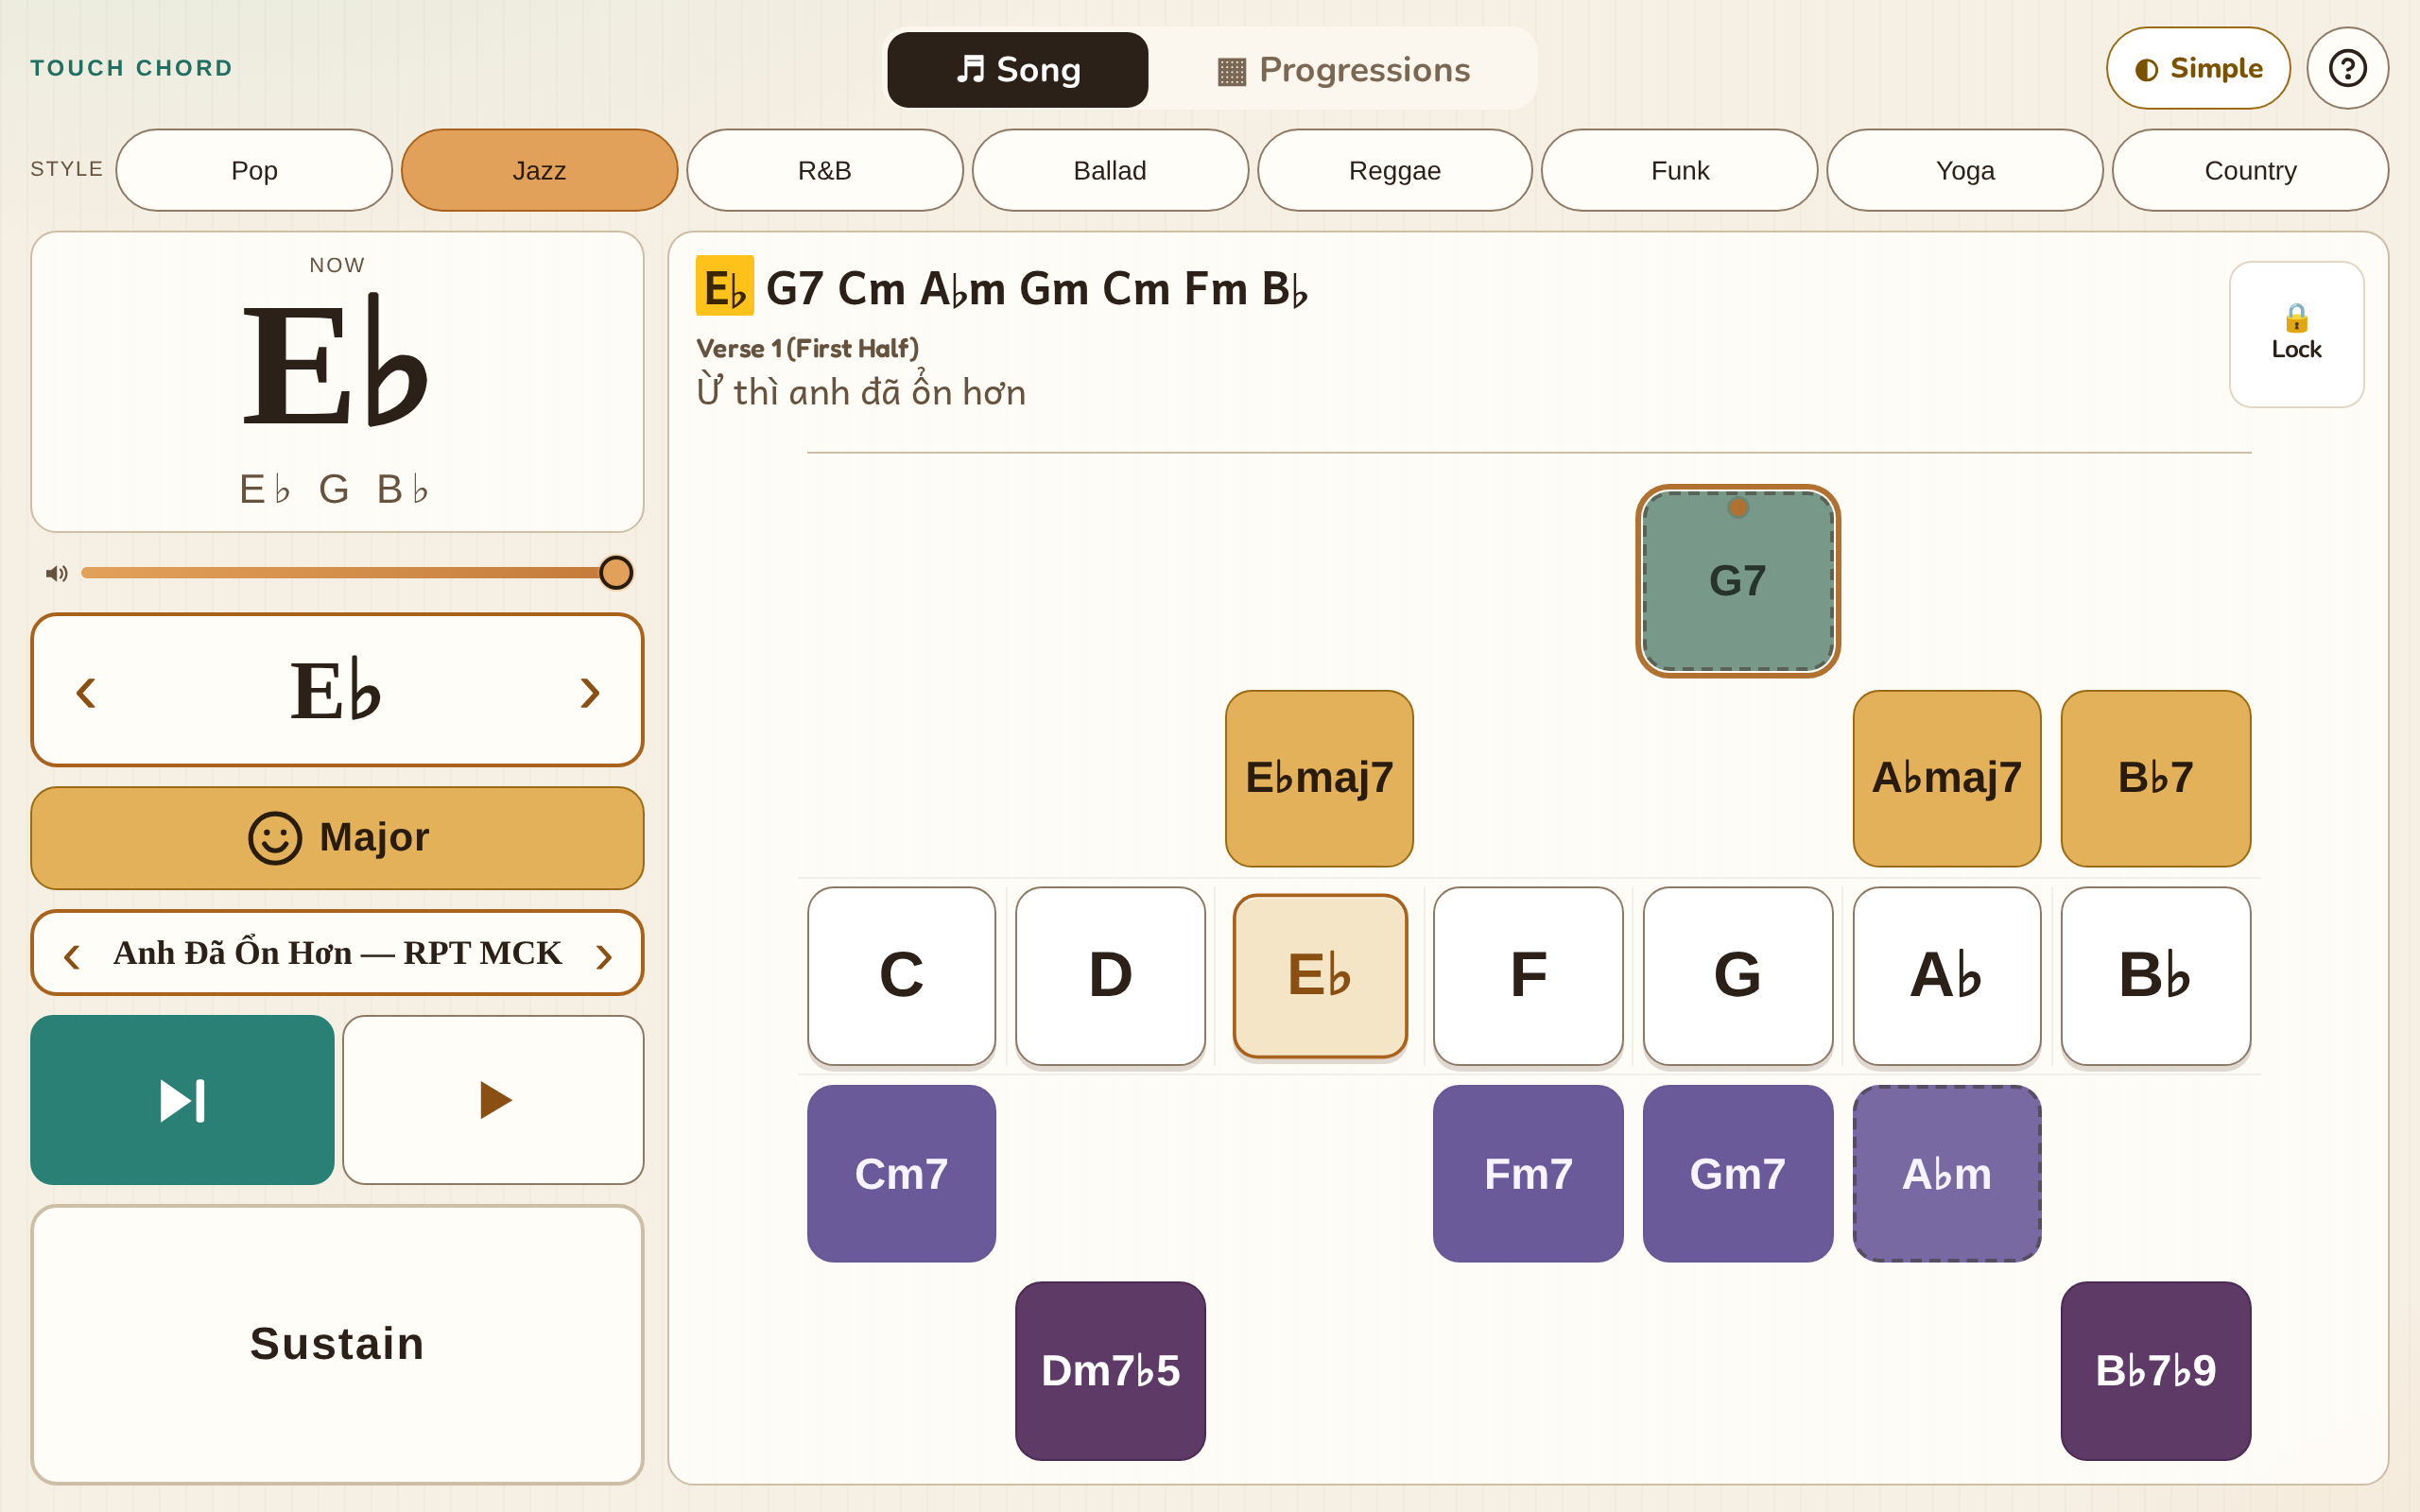 TOUCH CHORD
Song
Progressions
Simple
STYLE
Pop
Jazz
R&B
Ballad
Reggae
Funk
Yoga
Country
NOW
E♭
E♭ G B♭
E♭
Major
Anh Đã Ổn Hơn — RPT MCK
Sustain
E♭ G7 Cm A♭m Gm Cm Fm B♭
Verse 1 (First Half)
Ừ thì anh đã ổn hơn
Lock
G7
E♭maj7
A♭maj7
B♭7
C
D
E♭
F
G
A♭
B♭
Cm7
Fm7
Gm7
A♭m
Dm7♭5
B♭7♭9